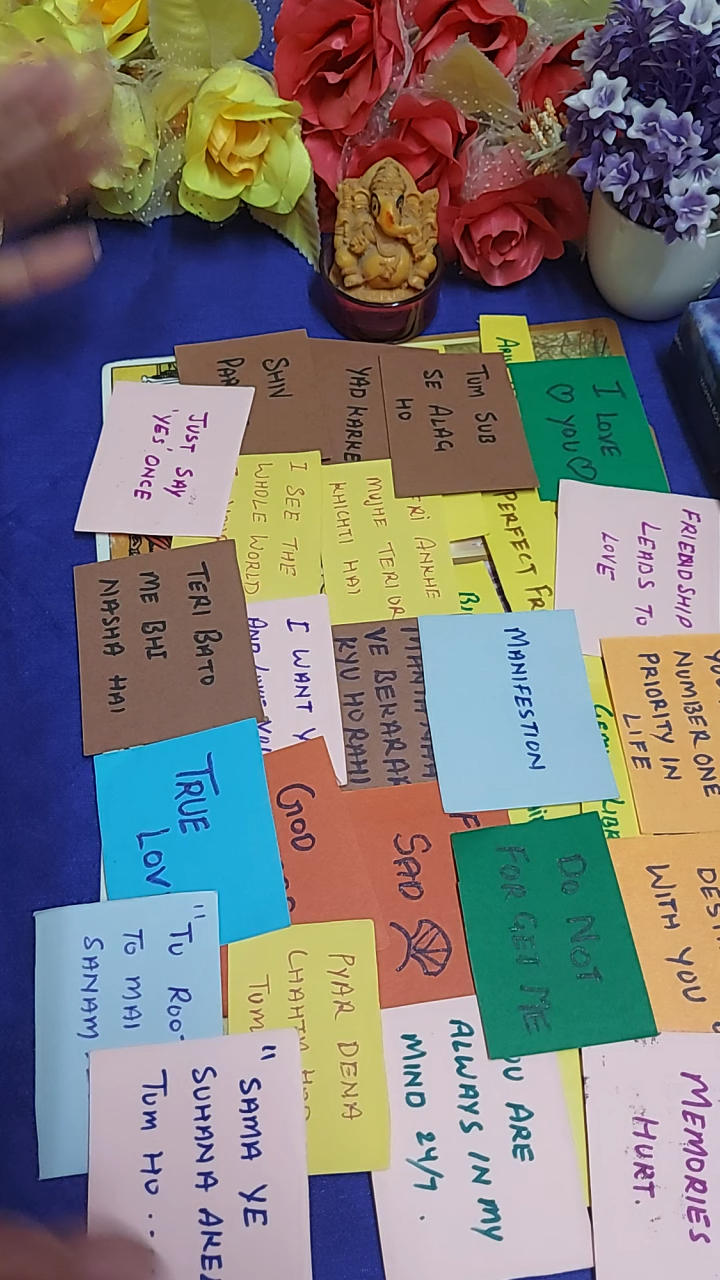 SHIV
PAR
YAD KARKE
TUM SUB
SE ALAG
HO
I LOVE
♡ YOU ♡
JUST SAY
'YES' ONCE
I SEE THE
WHOLE WORLD
MUJHE TERI OR
KHICHTI HAI
PERFECT
FRIENDSHIP
LEADS TO
LOVE
TERI BATO
ME BHI
NASHA HAI
I WANT
VE BEKARAR
KYU HO RAHI
MANIFESTION
NUMBER ONE
PRIORITY IN
LIFE
TRUE
LOV
GOD
SAD
DO NOT
FORGET ME
WITH YOU
"TU ROO
TO MAI
SANAM
PYAR DENA
TUM
"SAMA YE
SUHANA AREY
TUM HO . .
ARE
ALWAYS IN MY
MIND 24/7 .
MEMORIES
HURT.